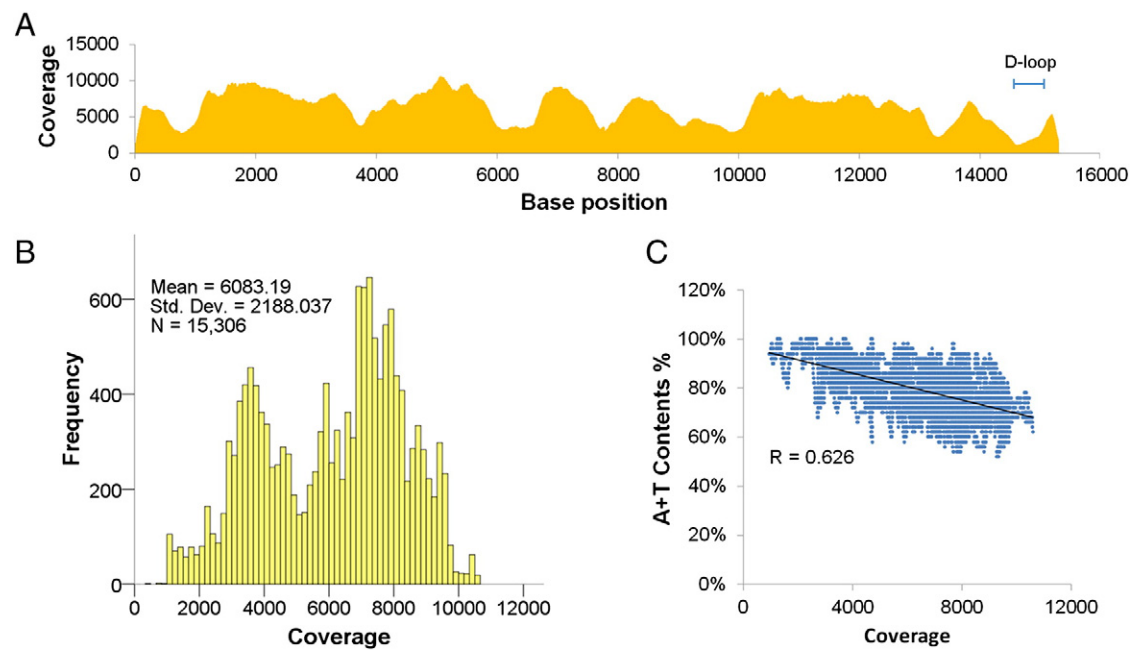 A
Coverage
15000
10000
5000
0
D-loop
0 2000 4000 6000 8000 10000 12000 14000 16000
Base position
B
Mean = 6083.19
Std. Dev. = 2188.037
N = 15,306
Frequency
600
400
200
0
0 2000 4000 6000 8000 10000 12000
Coverage
C
A+T Contents %
120%
100%
80%
60%
40%
20%
0%
R = 0.626
0 4000 8000 12000
Coverage